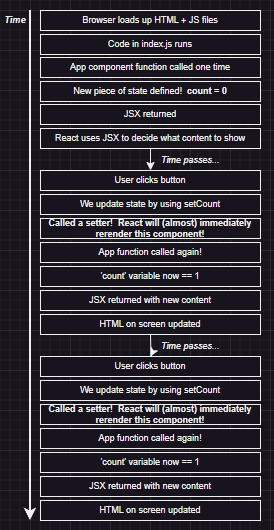 Time
Browser loads up HTML + JS files
Code in index.js runs
App component function called one time
New piece of state defined!  count = 0
JSX returned
React uses JSX to decide what content to show
Time passes...
User clicks button
We update state by using setCount
Called a setter!  React will (almost) immediately
rerender this component!
App function called again!
'count' variable now == 1
JSX returned with new content
HTML on screen updated
Time passes...
User clicks button
We update state by using setCount
Called a setter!  React will (almost) immediately
rerender this component!
App function called again!
'count' variable now == 1
JSX returned with new content
HTML on screen updated